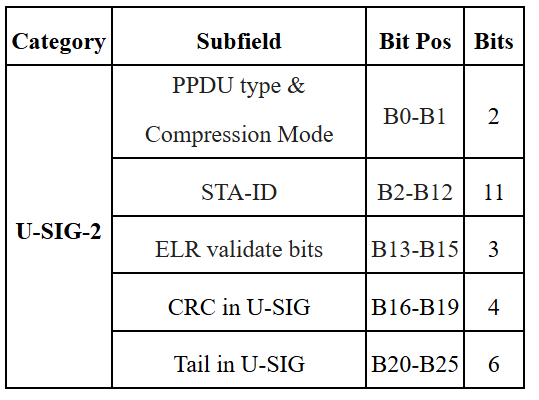 Category Subfield Bit Pos Bits
PPDU type &
Compression Mode
B0-B1 2
U-SIG-2
STA-ID B2-B12 11
ELR validate bits B13-B15 3
CRC in U-SIG B16-B19 4
Tail in U-SIG B20-B25 6